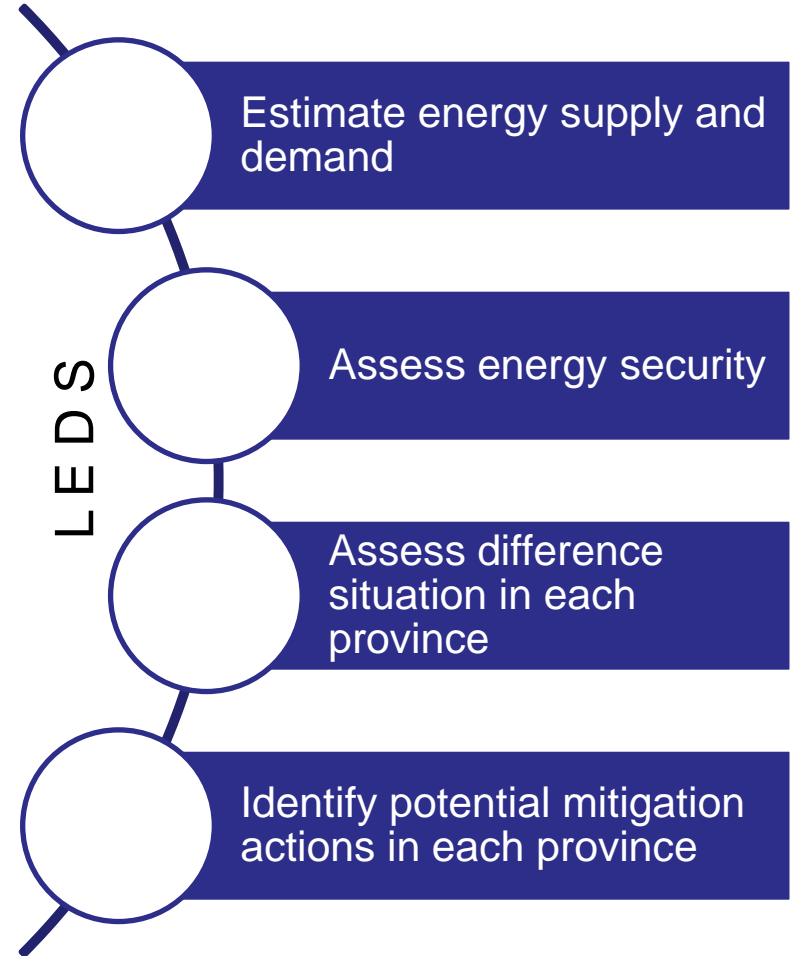 LEDS
Estimate energy supply and
demand
Assess energy security
Assess difference
situation in each
province
Identify potential mitigation
actions in each province